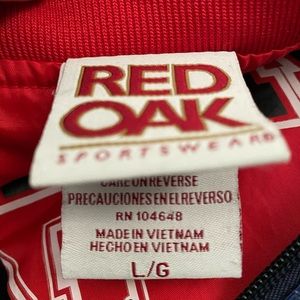 RED
OAK
SPORTSWEAR®
CARE ON REVERSE
PRECAUCIONES EN EL REVERSO
RN 104648
MADE IN VIETNAM
HECHO EN VIETNAM
L/G